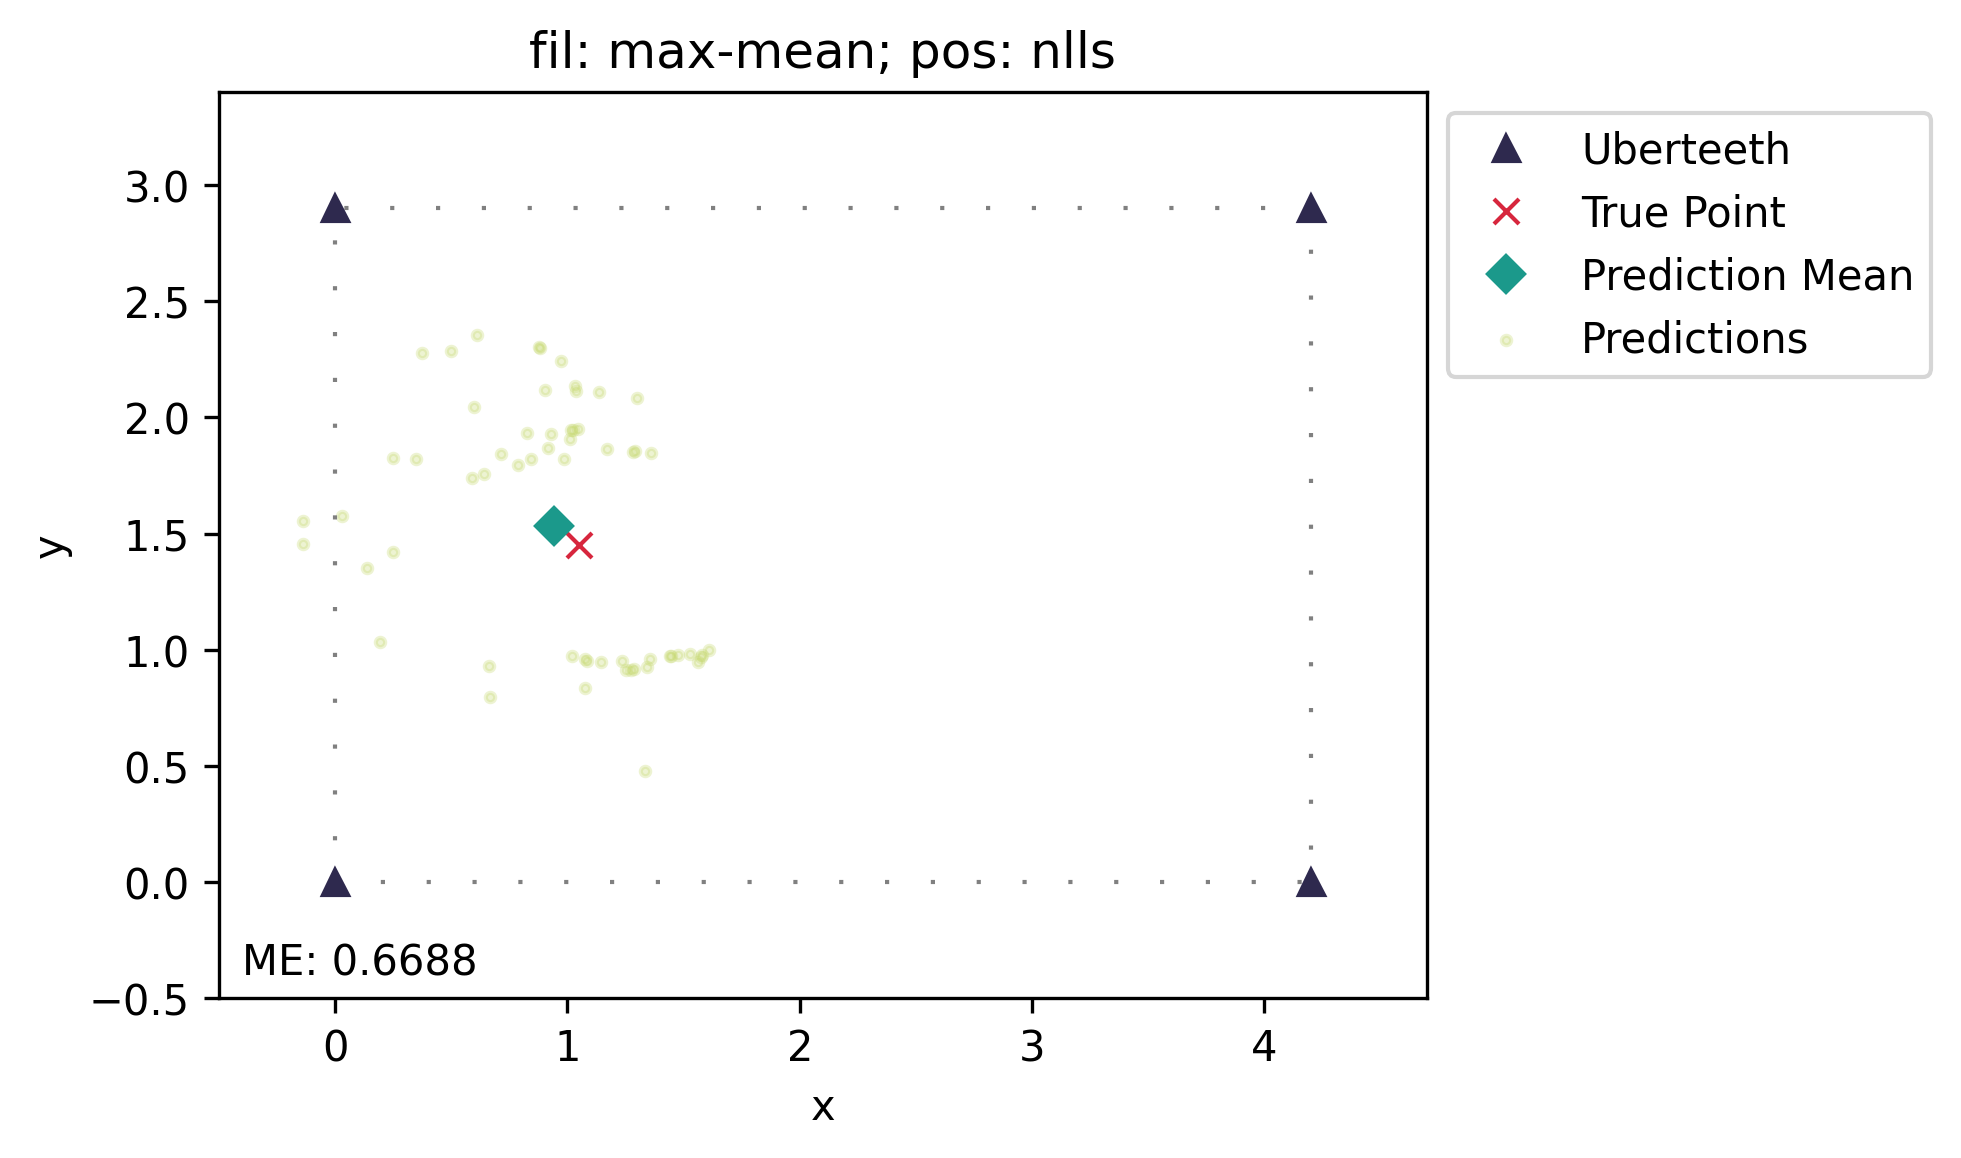 fil: max-mean; pos: nlls
Uberteeth
True Point
Prediction Mean
Predictions
3.0
2.5
2.0
1.5
1.0
0.5
0.0
−0.5
y
ME: 0.6688
0 1 2 3 4
x